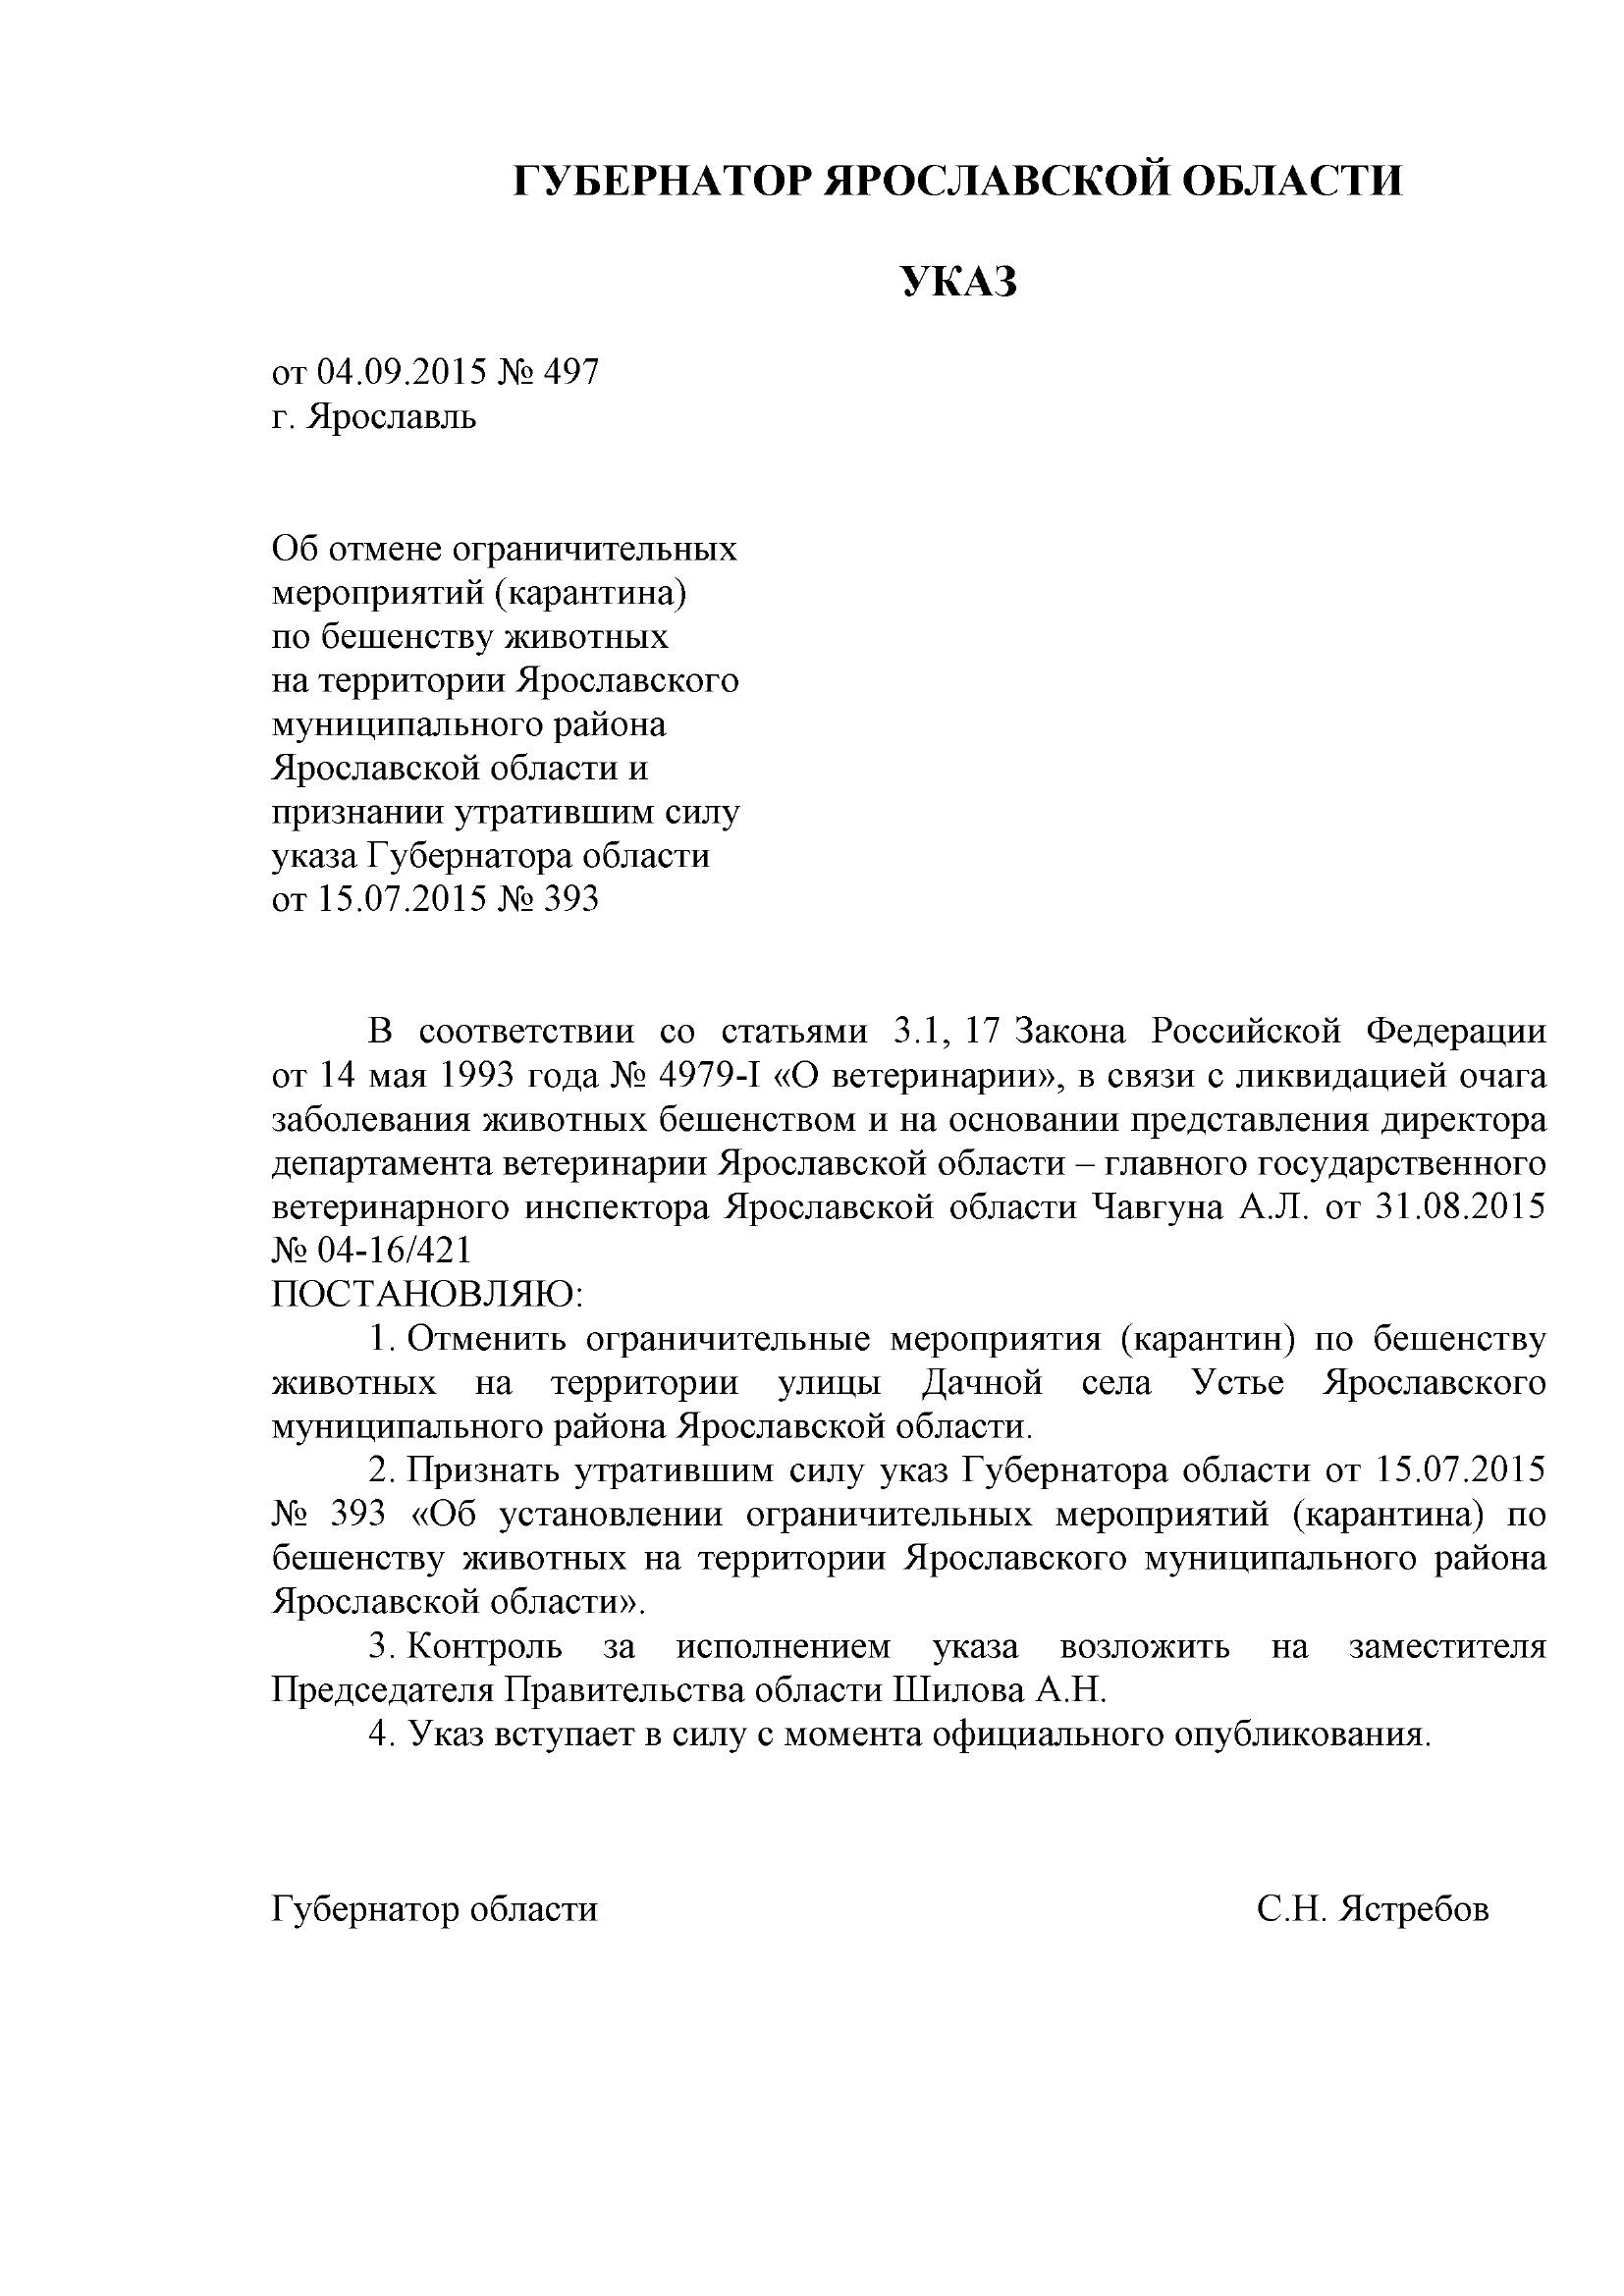 ГУБЕРНАТОР ЯРОСЛАВСКОЙ ОБЛАСТИ
УКАЗ
от 04.09.2015 № 497
г. Ярославль
Об отмене ограничительных
мероприятий (карантина)
по бешенству животных
на территории Ярославского
муниципального района
Ярославской области и
признании утратившим силу
указа Губернатора области
от 15.07.2015 № 393
В соответствии со статьями 3.1, 17 Закона Российской Федерации
от 14 мая 1993 года № 4979-I «О ветеринарии», в связи с ликвидацией очага
заболевания животных бешенством и на основании представления директора
департамента ветеринарии Ярославской области – главного государственного
ветеринарного инспектора Ярославской области Чавгуна А.Л. от 31.08.2015
№ 04-16/421
ПОСТАНОВЛЯЮ:
1. Отменить ограничительные мероприятия (карантин) по бешенству
животных на территории улицы Дачной села Устье Ярославского
муниципального района Ярославской области.
2. Признать утратившим силу указ Губернатора области от 15.07.2015
№ 393 «Об установлении ограничительных мероприятий (карантина) по
бешенству животных на территории Ярославского муниципального района
Ярославской области».
3. Контроль за исполнением указа возложить на заместителя
Председателя Правительства области Шилова А.Н.
4. Указ вступает в силу с момента официального опубликования.
Губернатор области С.Н. Ястребов